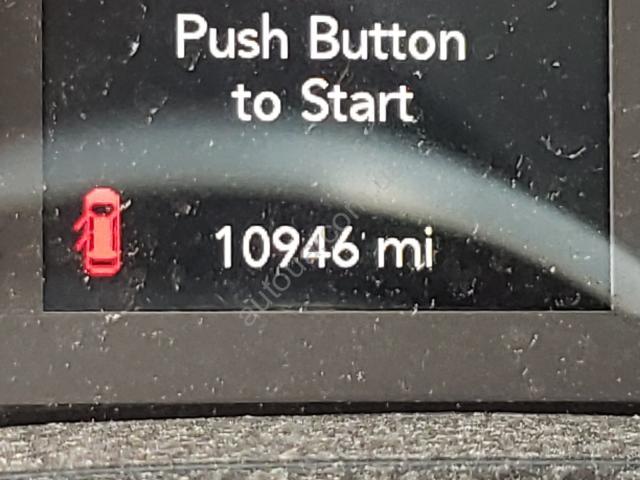 Push Button
to Start
10946 mi